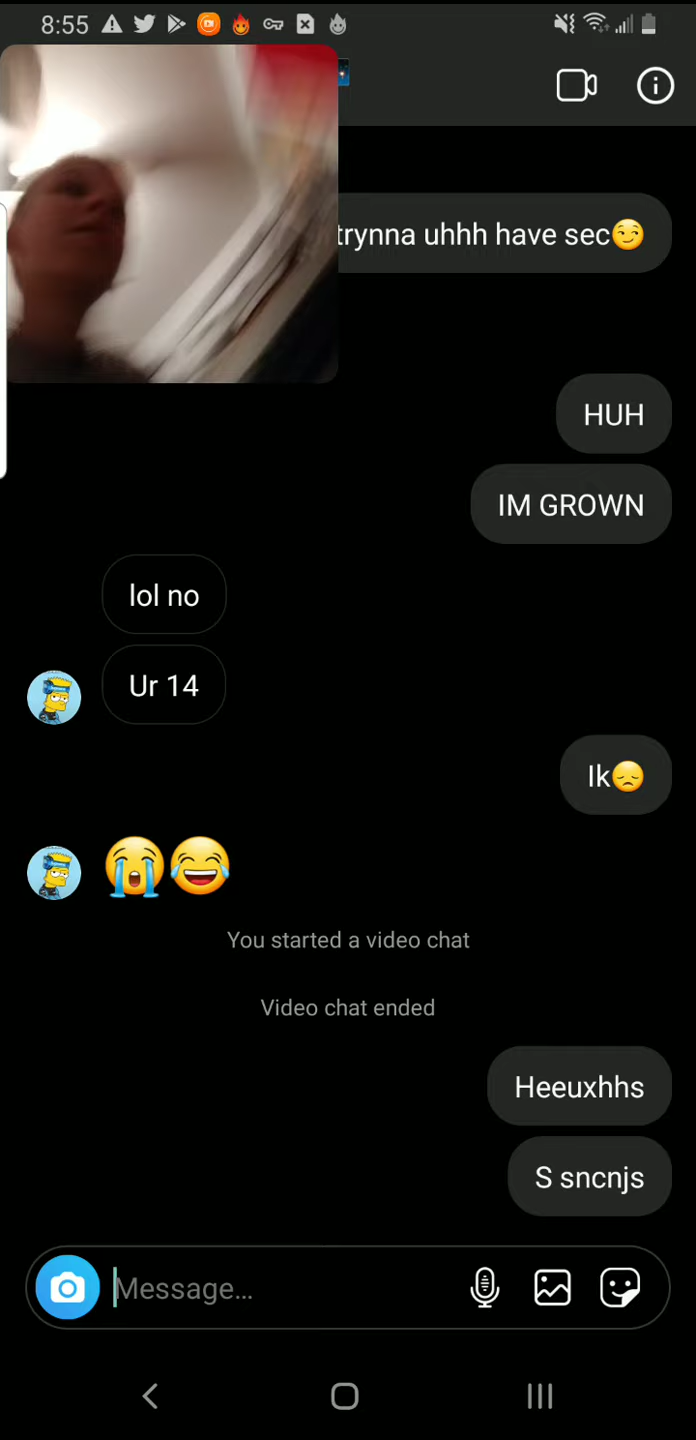 8:55
trynna uhhh have sec😏
HUH
IM GROWN
lol no
Ur 14
Ik😞
😭😂
You started a video chat
Video chat ended
Heeuxhhs
S sncnjs
Message...